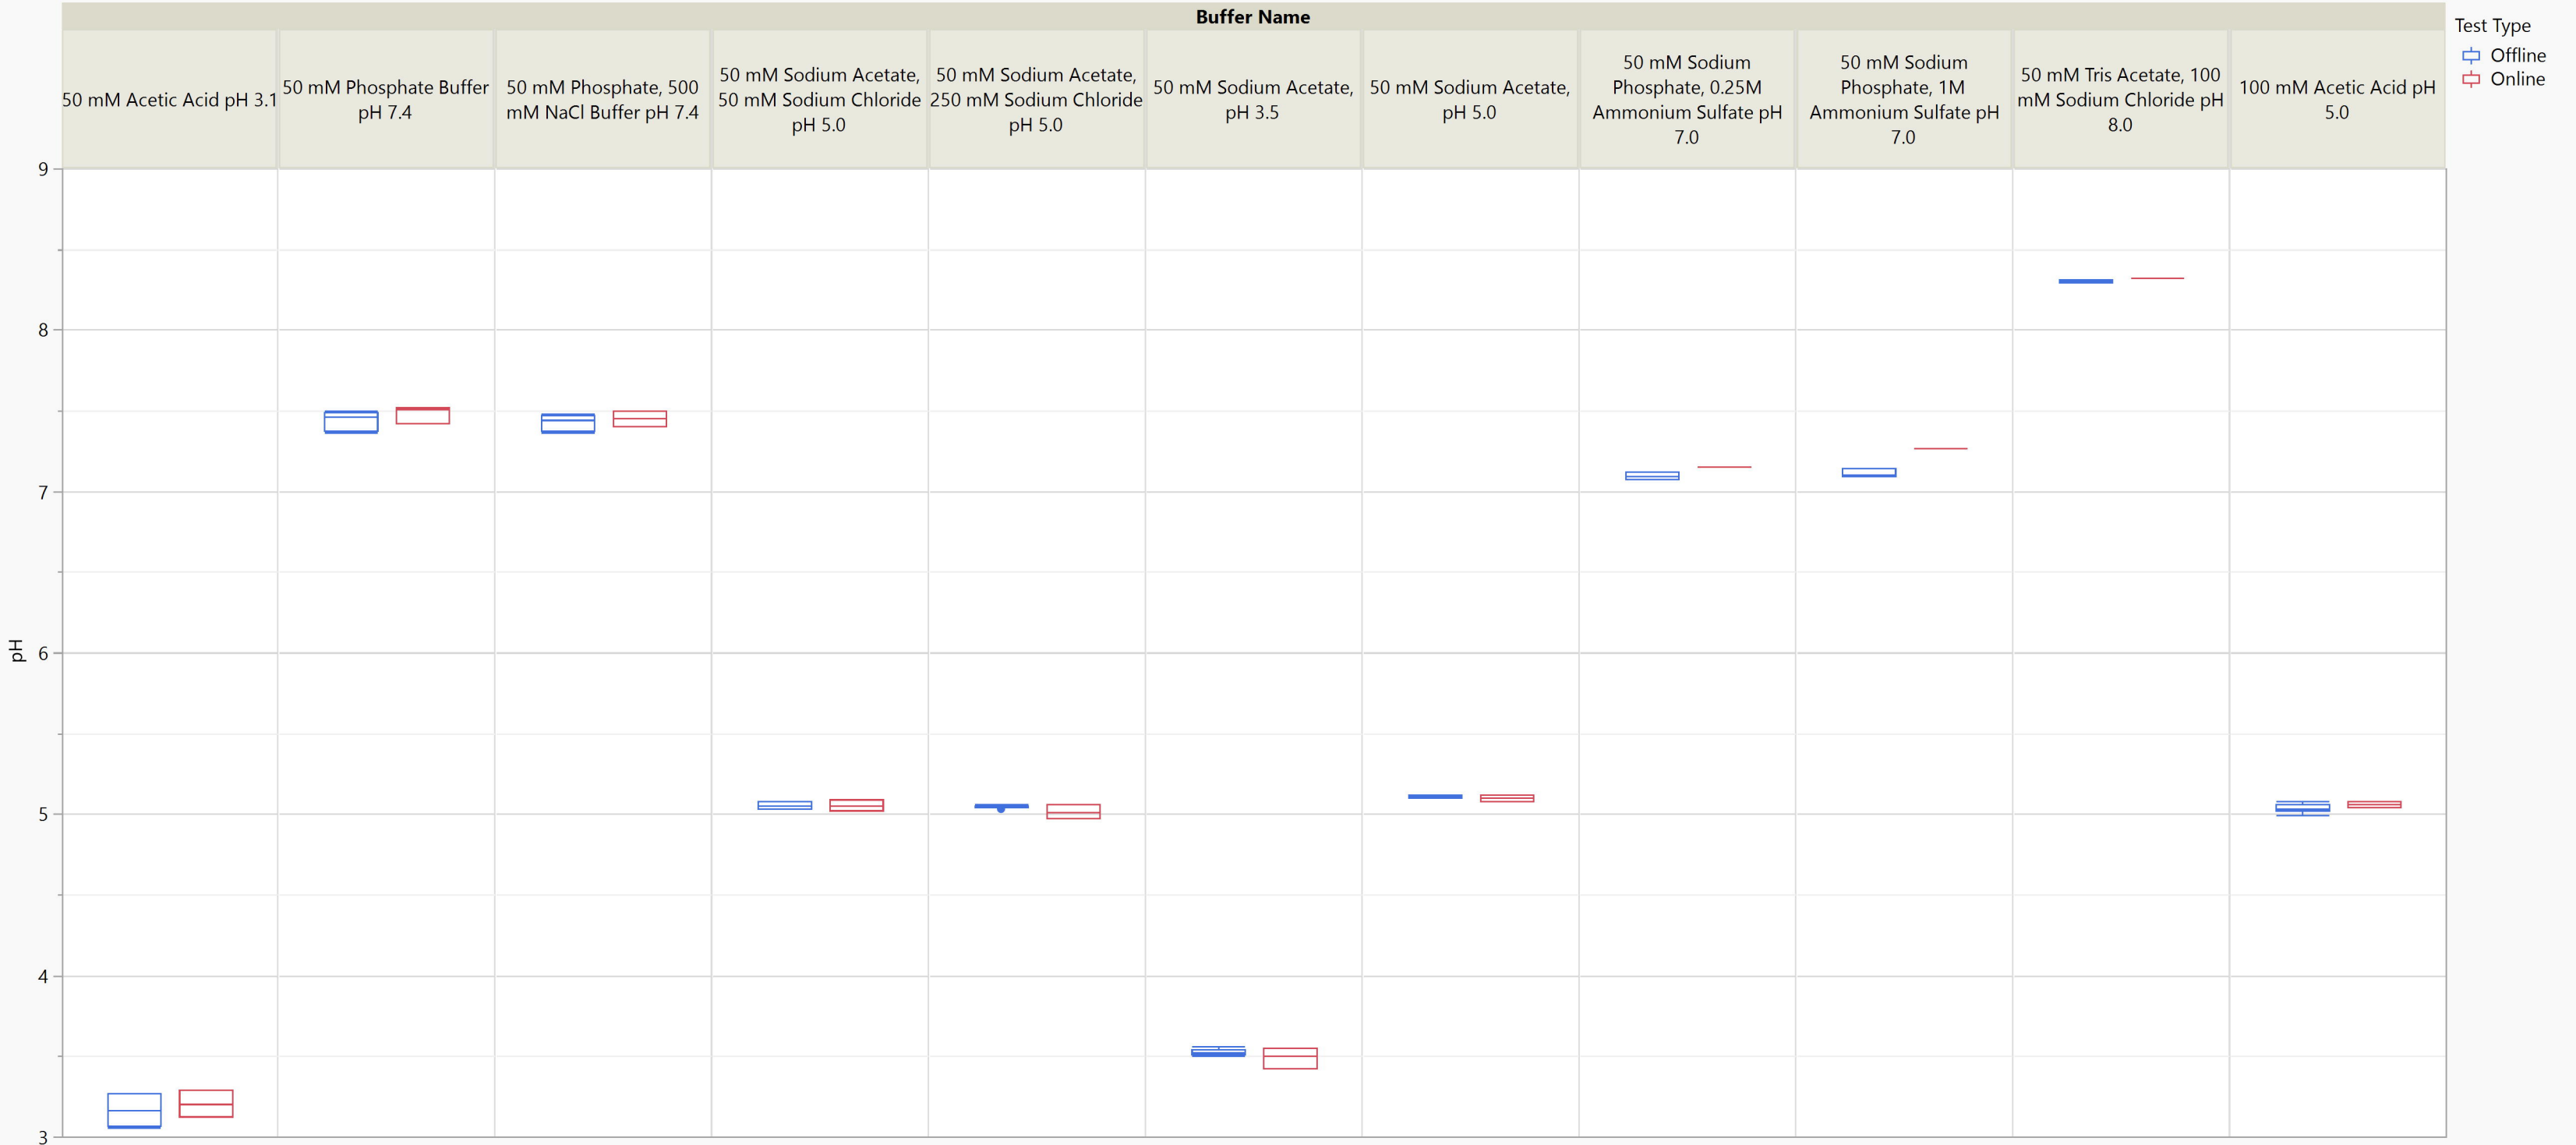 Buffer Name
50 mM Acetic Acid pH 3.1
50 mM Phosphate Buffer
pH 7.4
50 mM Phosphate, 500
mM NaCl Buffer pH 7.4
50 mM Sodium Acetate,
50 mM Sodium Chloride
pH 5.0
50 mM Sodium Acetate,
250 mM Sodium Chloride
pH 5.0
50 mM Sodium Acetate,
pH 3.5
50 mM Sodium Acetate,
pH 5.0
50 mM Sodium
Phosphate, 0.25M
Ammonium Sulfate pH
7.0
50 mM Sodium
Phosphate, 1M
Ammonium Sulfate pH
7.0
50 mM Tris Acetate, 100
mM Sodium Chloride pH
8.0
100 mM Acetic Acid pH
5.0
Test Type
Offline
Online
pH
9
8
7
6
5
4
3